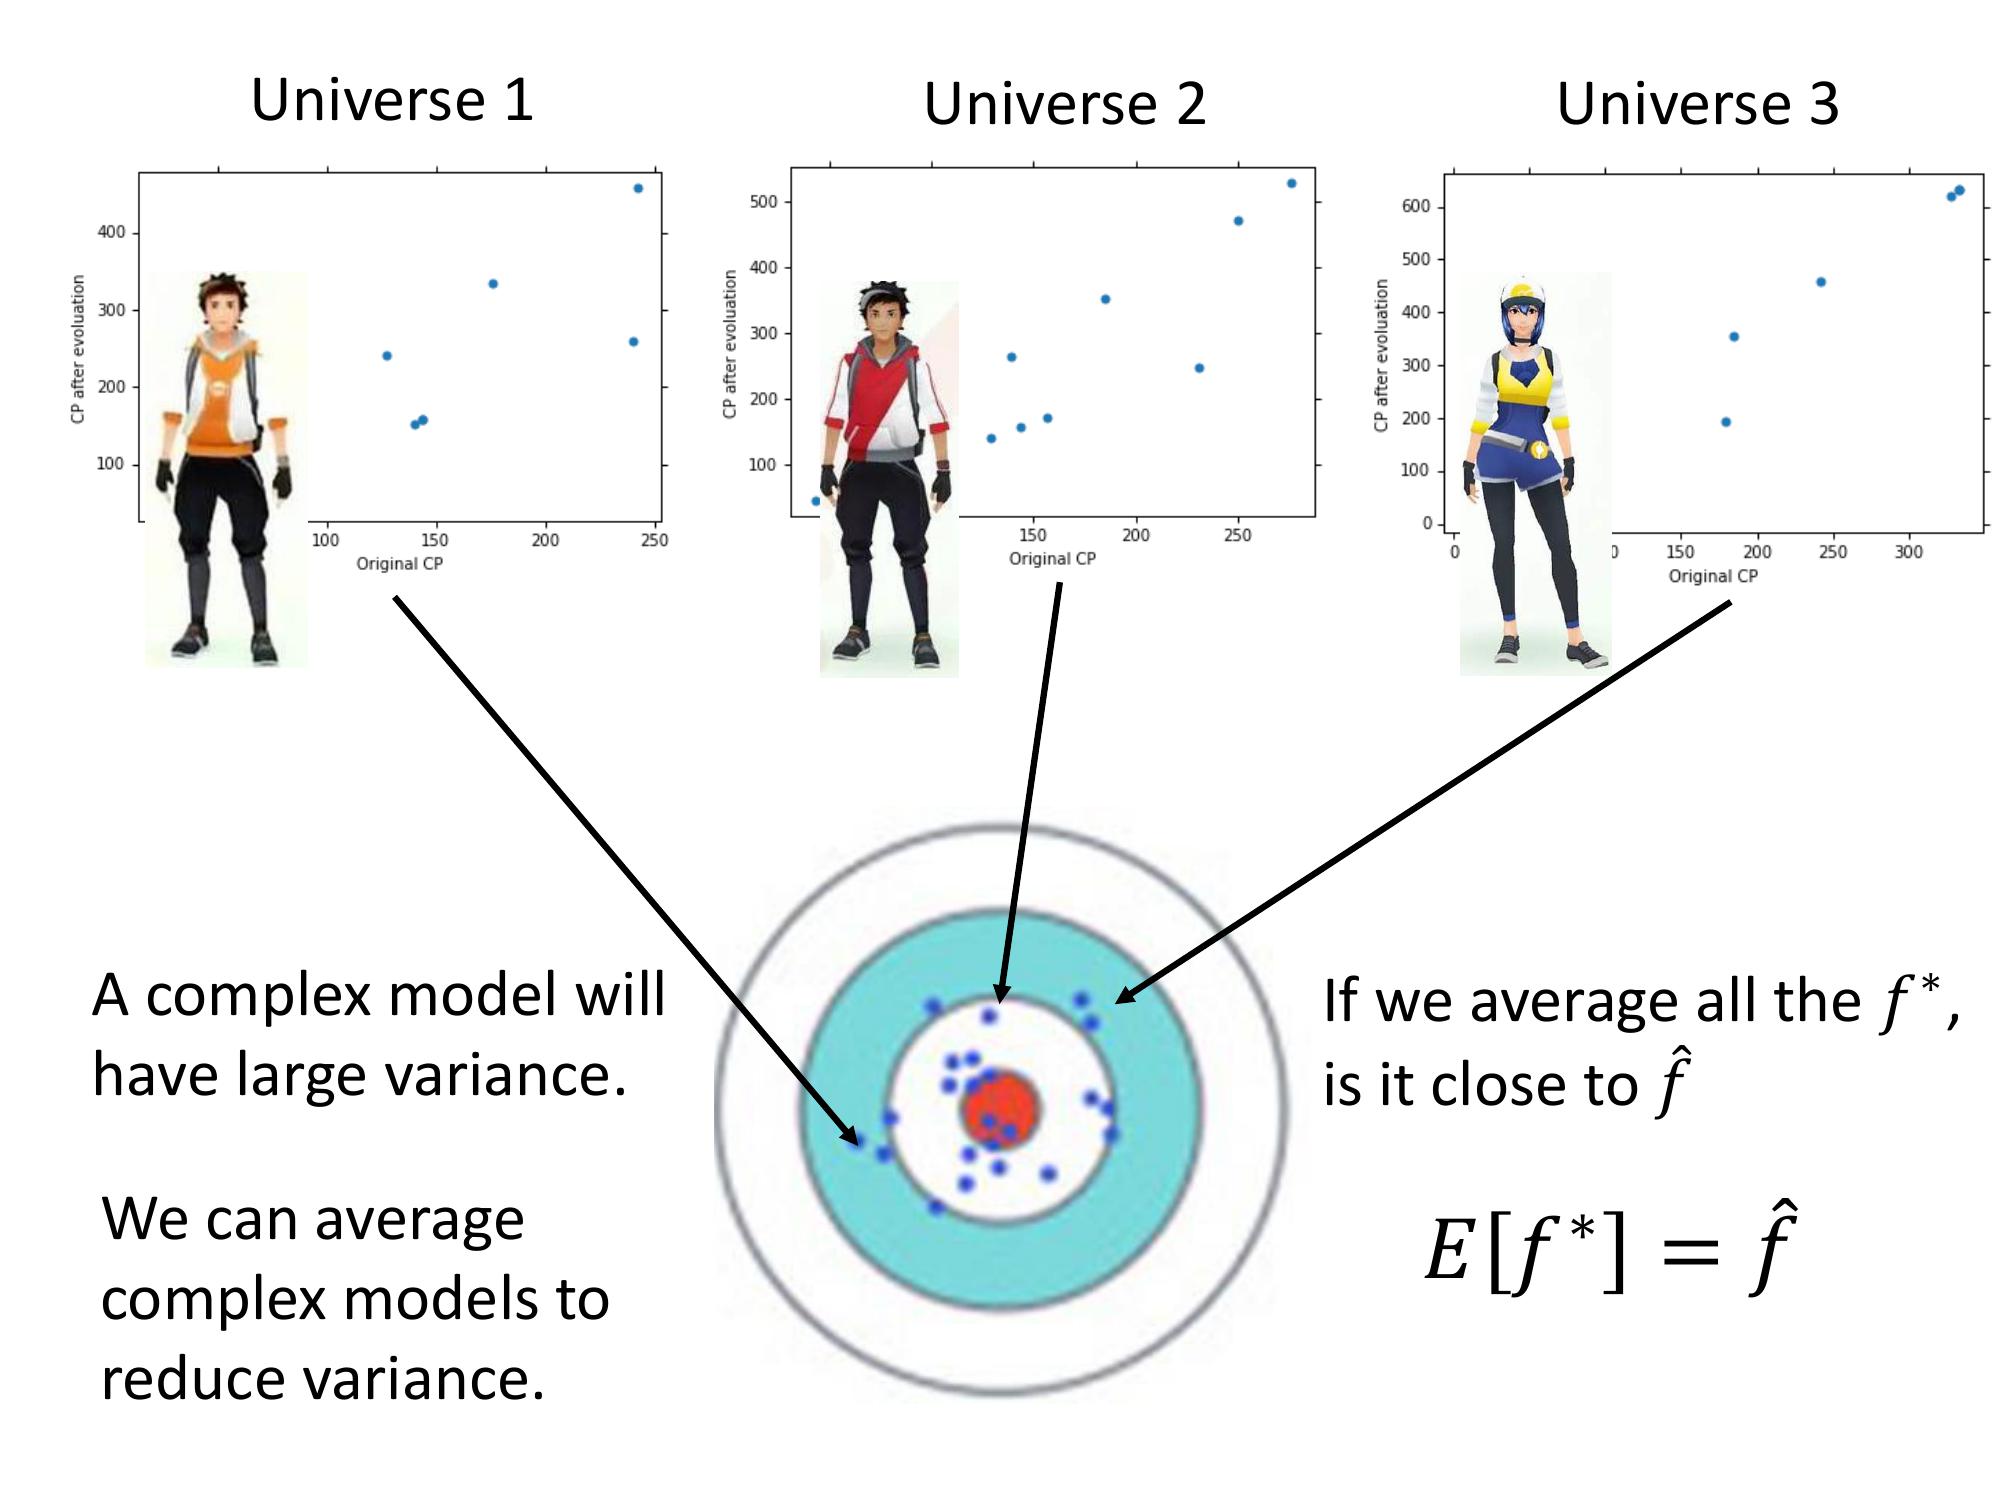 Universe 1
Universe 2
Universe 3
CP after evoluation
400
300
200
100
100
150
200
250
Original CP
CP after evoluation
500
400
300
200
100
150
200
250
Original CP
CP after evoluation
600
500
400
300
200
100
0
0
0
150
200
250
300
Original CP
A complex model will
have large variance.
We can average
complex models to
reduce variance.
If we average all the f*,
is it close to f̂
E[f*] = f̂